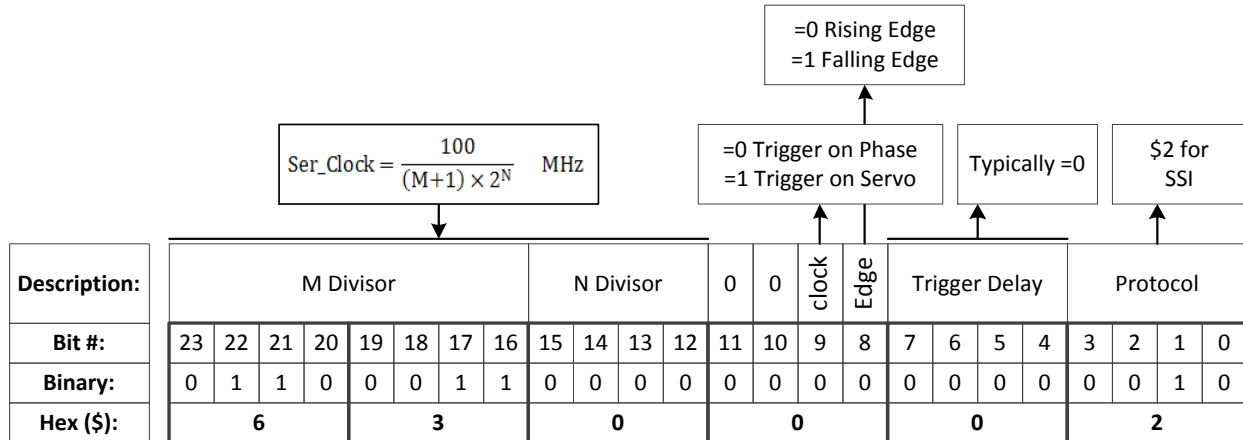 =0 Rising Edge
=1 Falling Edge
Ser_Clock = 100 / ((M+1) × 2^N) MHz
=0 Trigger on Phase
=1 Trigger on Servo
Typically =0
$2 for
SSI
Description: M Divisor N Divisor 0 0 clock Edge Trigger Delay Protocol
Bit #: 23 22 21 20 19 18 17 16 15 14 13 12 11 10 9 8 7 6 5 4 3 2 1 0
Binary: 0 1 1 0 0 0 1 1 0 0 0 0 0 0 0 0 0 0 0 0 0 0 1 0
Hex ($): 6 3 0 0 0 2